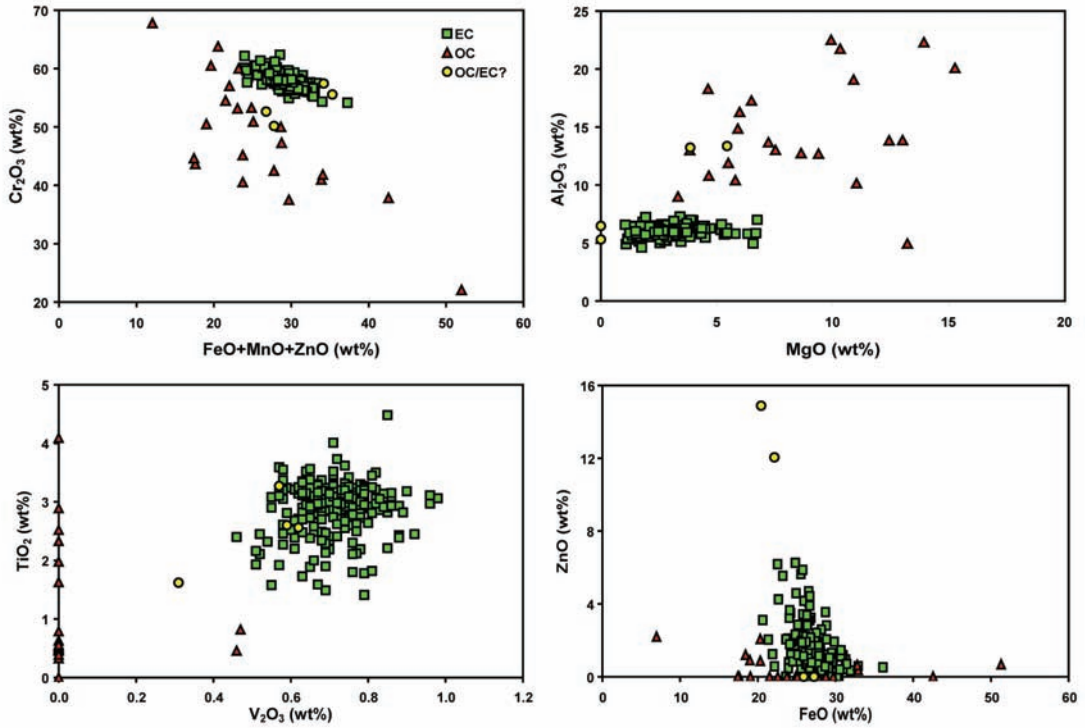 70
60
50
40
30
20
0 10 20 30 40 50 60
Cr₂O₃ (wt%)
FeO+MnO+ZnO (wt%)
EC
OC
OC/EC?
25
20
15
10
5
0
0 5 10 15 20
Al₂O₃ (wt%)
MgO (wt%)
5
4
3
2
1
0
0.0 0.2 0.4 0.6 0.8 1.0 1.2
TiO₂ (wt%)
V₂O₃ (wt%)
16
12
8
4
0
0 10 20 30 40 50 60
ZnO (wt%)
FeO (wt%)